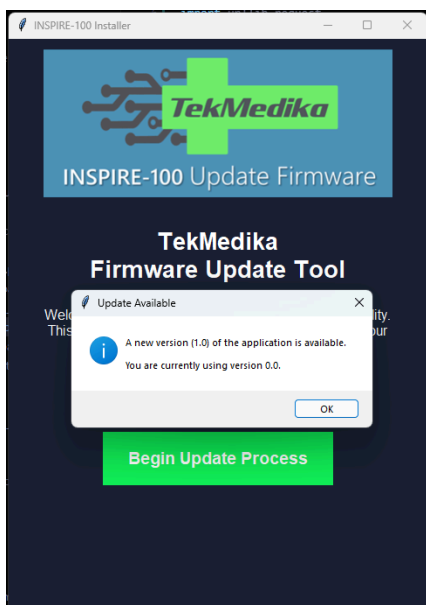 INSPIRE-100 Installer
TekMedika
INSPIRE-100 Update Firmware
TekMedika
Firmware Update Tool
Update Available
A new version (1.0) of the application is available.
You are currently using version 0.0.
OK
Begin Update Process